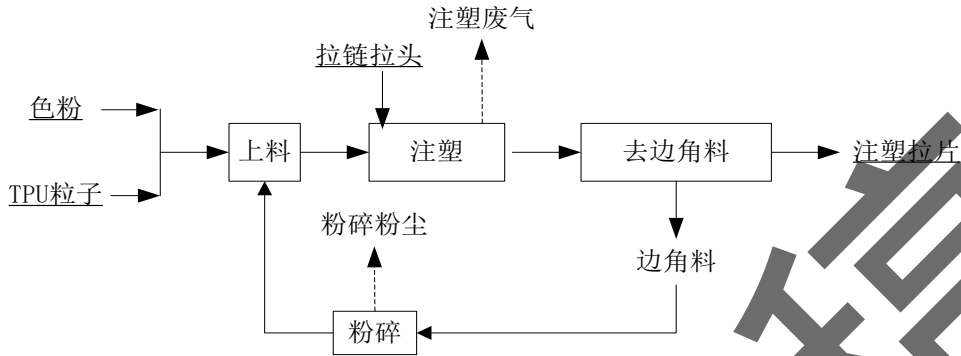 注塑废气
拉链拉头
色粉
上料
注塑
去边角料
注塑拉片
TPU粒子
粉碎粉尘
边角料
粉碎